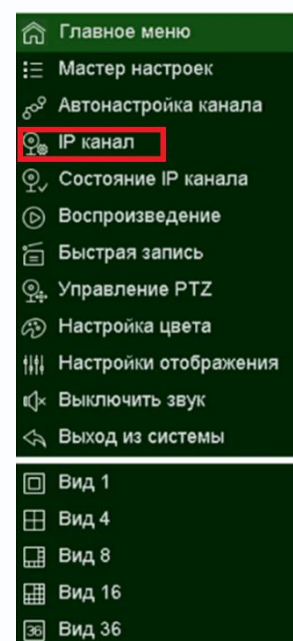 Главное меню
Мастер настроек
Автонастройка канала
IP канал
Состояние IP канала
Воспроизведение
Быстрая запись
Управление PTZ
Настройка цвета
Настройки отображения
Выключить звук
Выход из системы
Вид 1
Вид 4
Вид 8
Вид 16
36 Вид 36